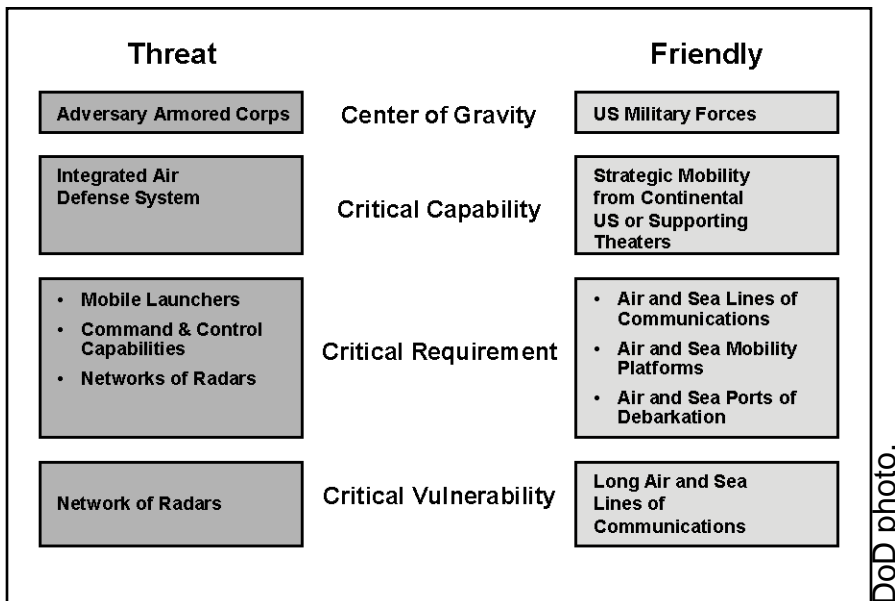 Threat
Friendly
Adversary Armored Corps
Center of Gravity
US Military Forces
Integrated Air
Defense System
Critical Capability
Strategic Mobility
from Continental
US or Supporting
Theaters
• Mobile Launchers
• Command & Control
Capabilities
• Networks of Radars
Critical Requirement
• Air and Sea Lines of
Communications
• Air and Sea Mobility
Platforms
• Air and Sea Ports of
Debarkation
Network of Radars
Critical Vulnerability
Long Air and Sea
Lines of
Communications
DoD photo.